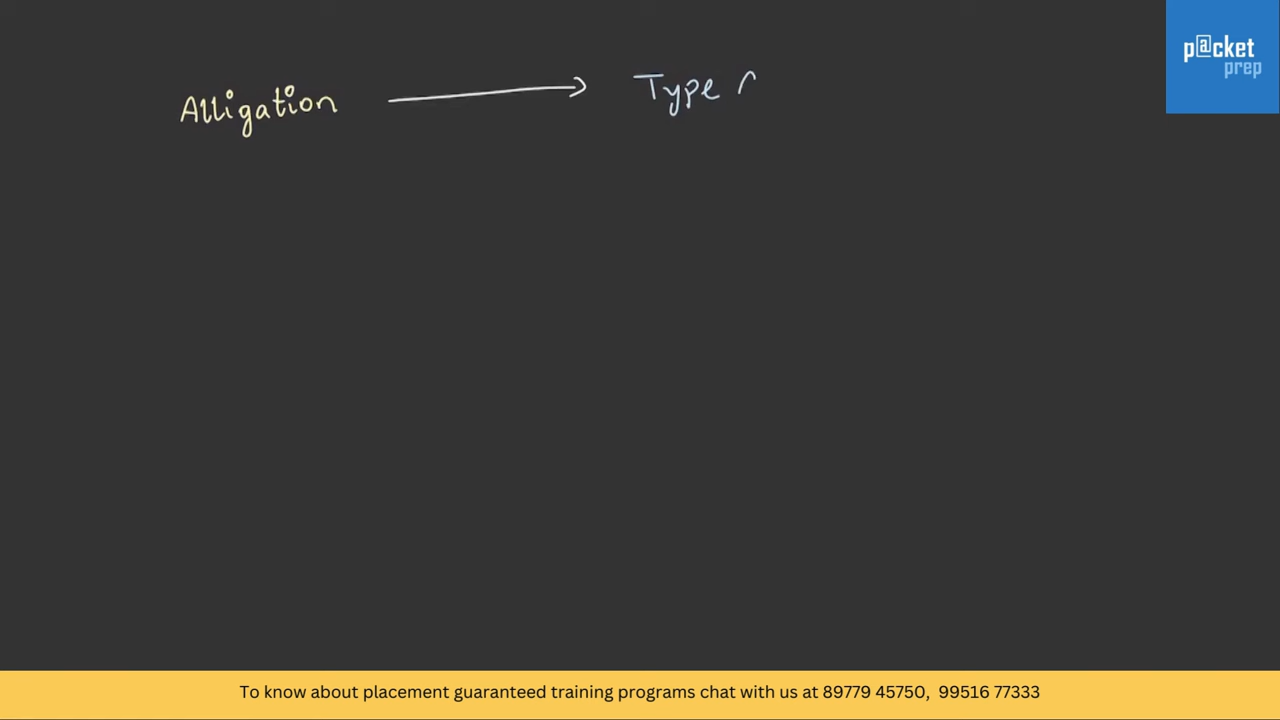 Alligation → Type
p@cket
prep
To know about placement guaranteed training programs chat with us at 89779 45750, 99516 77333